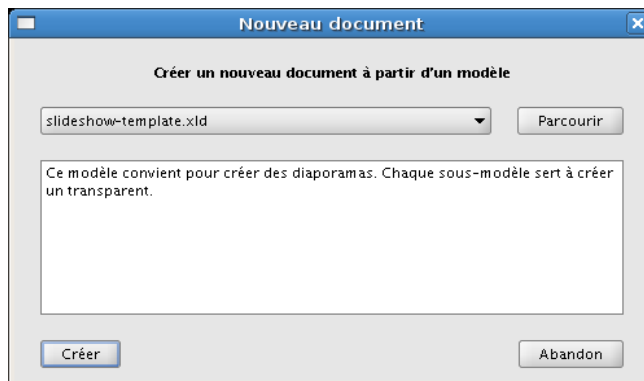 Nouveau document
Créer un nouveau document à partir d'un modèle
slideshow-template.xld
Parcourir
Ce modèle convient pour créer des diaporamas. Chaque sous-modèle sert à créer
un transparent.
Créer
Abandon